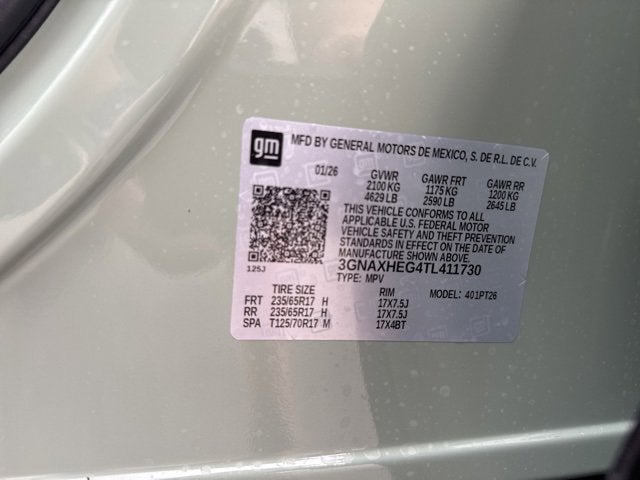 gm MFD BY GENERAL MOTORS DE MEXICO, S. DE R.L. DE C.V.
01/26 GVWR GAWR FRT GAWR RR
2100 KG 1175 KG 1200 KG
4629 LB 2590 LB 2645 LB
THIS VEHICLE CONFORMS TO ALL
APPLICABLE U.S. FEDERAL MOTOR
VEHICLE SAFETY AND THEFT PREVENTION
STANDARDS IN EFFECT ON THE DATE OF
MANUFACTURE SHOWN ABOVE.
125J 3GNAXHEG4TL411730
TYPE: MPV
TIRE SIZE RIM MODEL: 401PT26
FRT 235/65R17 H 17X7.5J
RR 235/65R17 H 17X7.5J
SPA T125/70R17 M 17X4BT